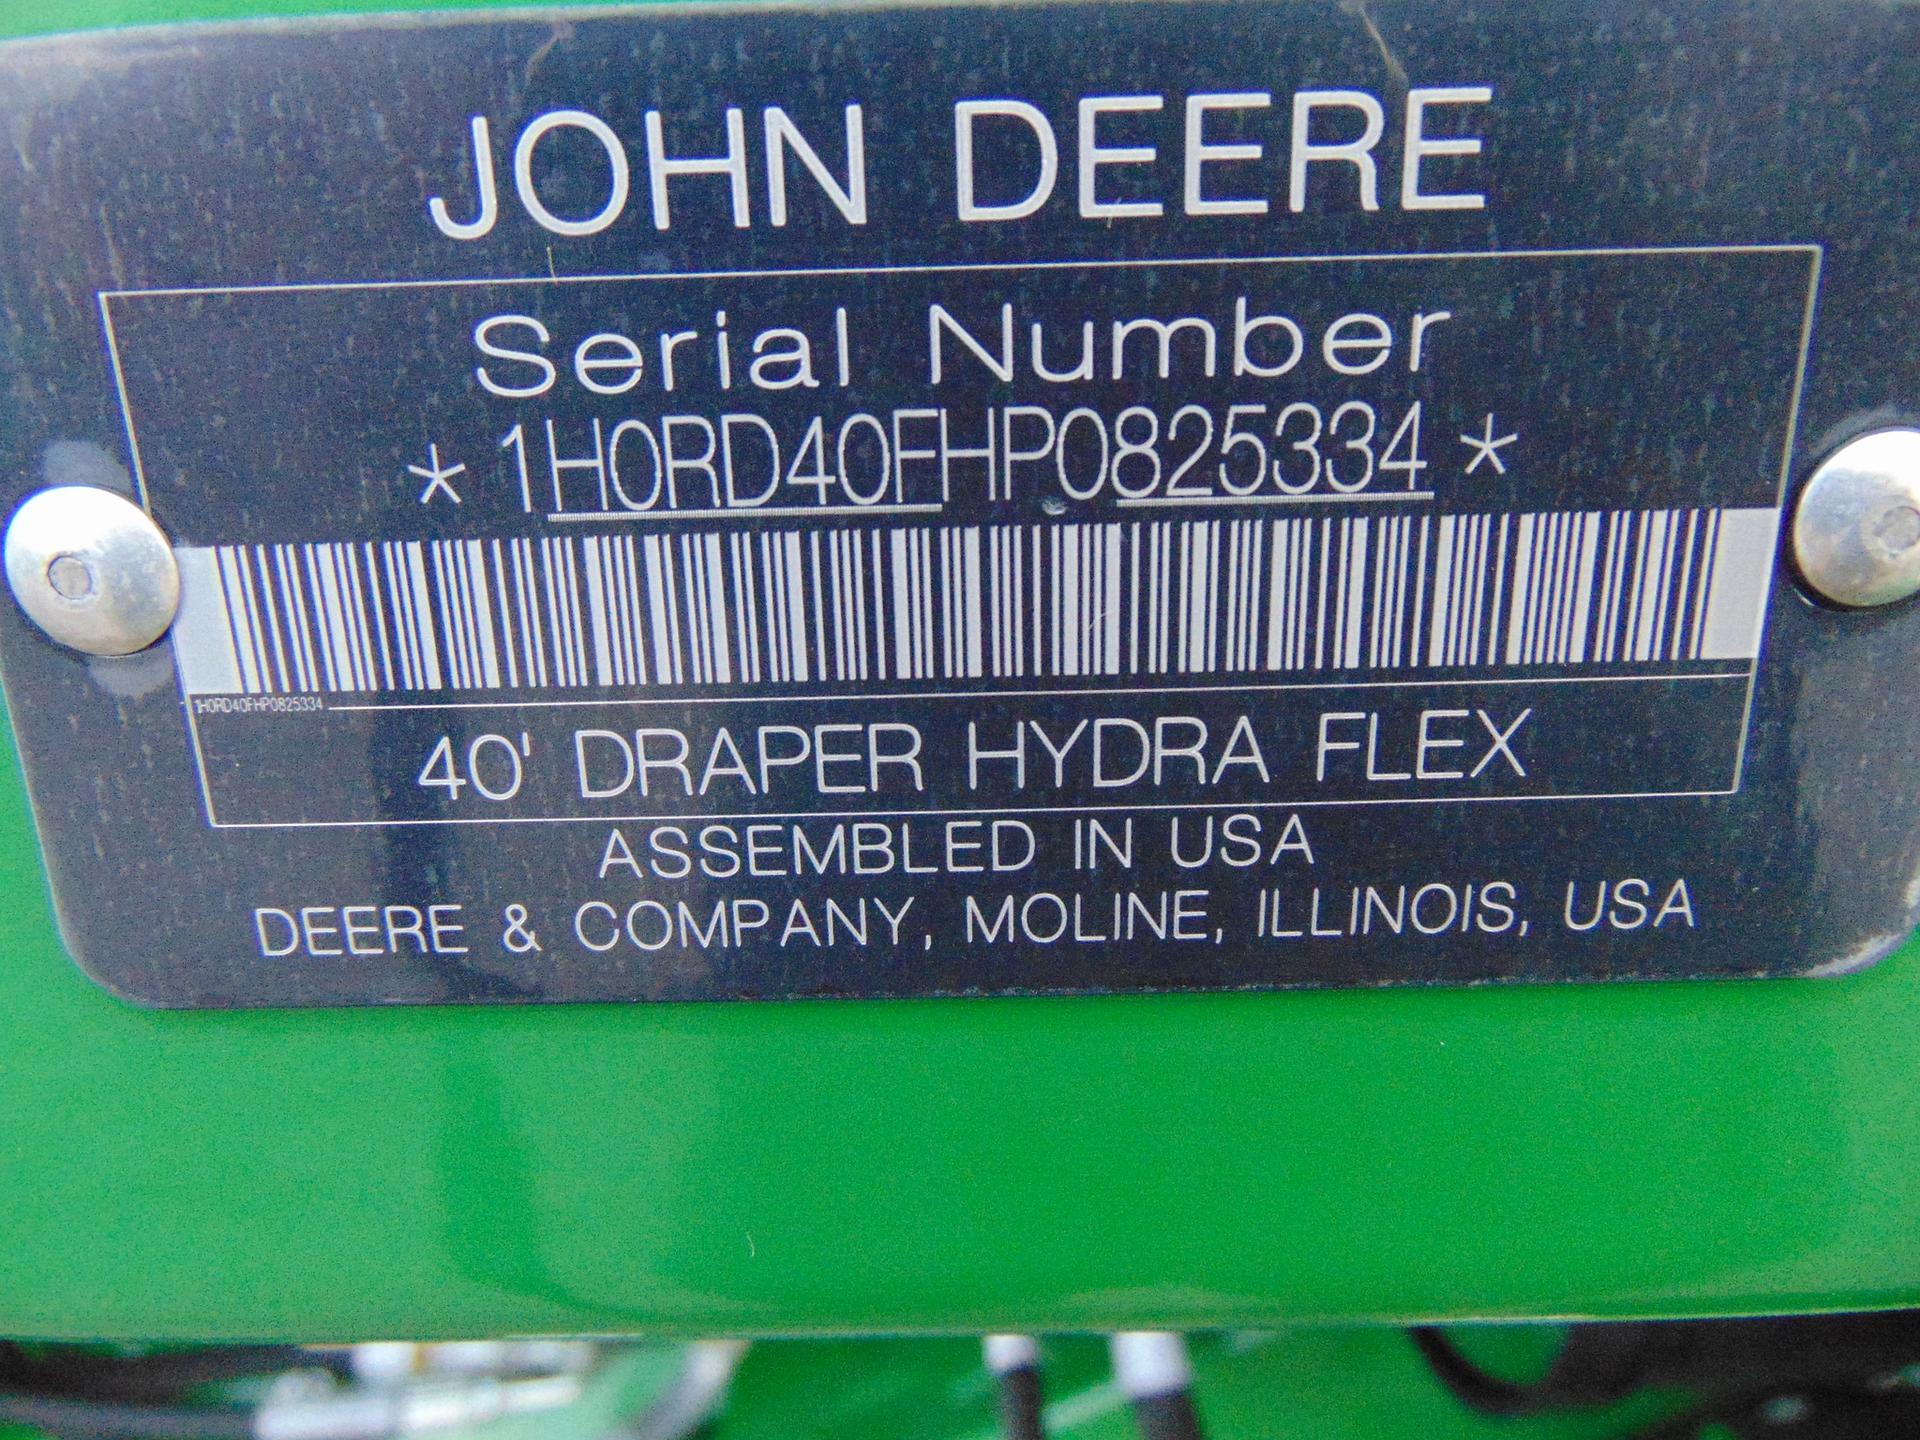 JOHN DEERE
Serial Number
* 1H0RD40FHP0825334 *
1H0RD40FHP0825334
40' DRAPER HYDRA FLEX
ASSEMBLED IN USA
DEERE & COMPANY, MOLINE, ILLINOIS, USA